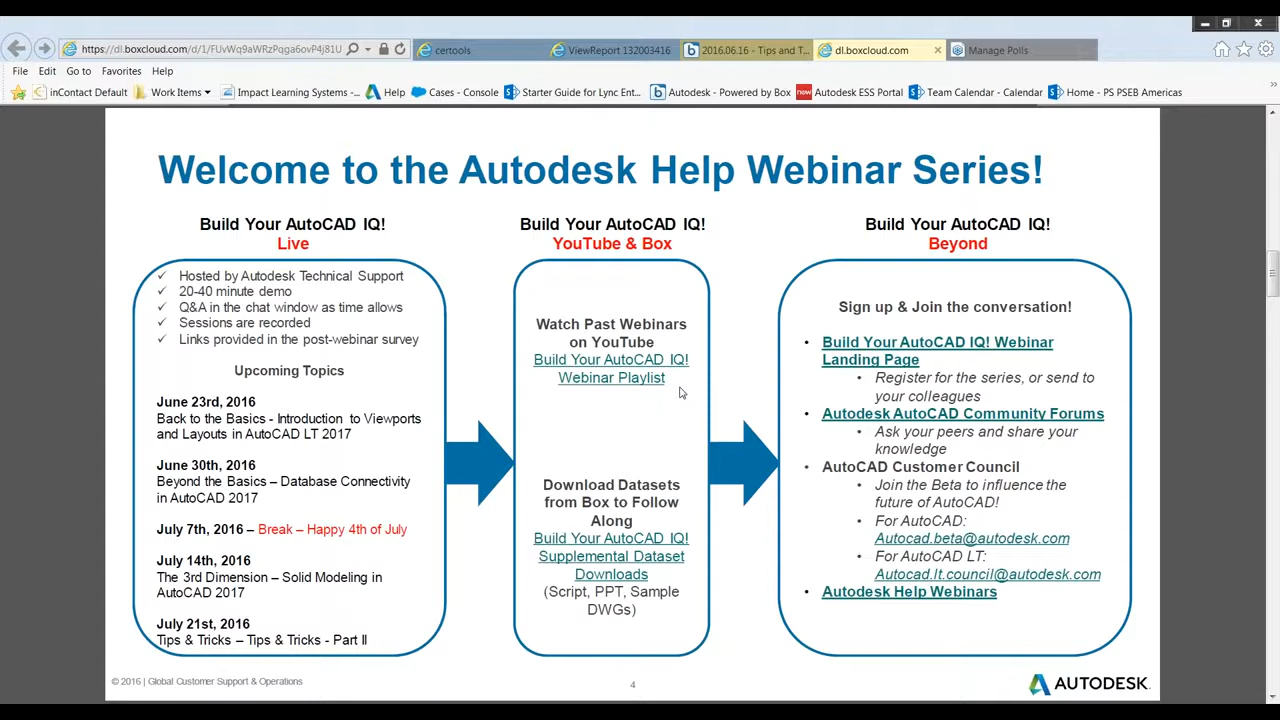 https://dl.boxcloud.com/d/1/FUvWq9aWRzPqga6ovP4j81U
certools
ViewReport 132003416
2016.06.16 - Tips and T...
dl.boxcloud.com
Manage Polls
File Edit Go to Favorites Help
inContact Default
Work Items
Impact Learning Systems -...
Help
Cases - Console
Starter Guide for Lync Ent...
Autodesk - Powered by Box
now
Autodesk ESS Portal
Team Calendar - Calendar
Home - PS PSEB Americas
Welcome to the Autodesk Help Webinar Series!
Build Your AutoCAD IQ!
Live
Hosted by Autodesk Technical Support
20-40 minute demo
Q&A in the chat window as time allows
Sessions are recorded
Links provided in the post-webinar survey
Upcoming Topics
June 23rd, 2016
Back to the Basics - Introduction to Viewports
and Layouts in AutoCAD LT 2017
June 30th, 2016
Beyond the Basics – Database Connectivity
in AutoCAD 2017
July 7th, 2016 – Break – Happy 4th of July
July 14th, 2016
The 3rd Dimension – Solid Modeling in
AutoCAD 2017
July 21st, 2016
Tips & Tricks – Tips & Tricks - Part II
Build Your AutoCAD IQ!
YouTube & Box
Watch Past Webinars
on YouTube
Build Your AutoCAD IQ!
Webinar Playlist
Download Datasets
from Box to Follow
Along
Build Your AutoCAD IQ!
Supplemental Dataset
Downloads
(Script, PPT, Sample
DWGs)
Build Your AutoCAD IQ!
Beyond
Sign up & Join the conversation!
Build Your AutoCAD IQ! Webinar
Landing Page
Register for the series, or send to
your colleagues
Autodesk AutoCAD Community Forums
Ask your peers and share your
knowledge
AutoCAD Customer Council
Join the Beta to influence the
future of AutoCAD!
For AutoCAD:
Autocad.beta@autodesk.com
For AutoCAD LT:
Autocad.lt.council@autodesk.com
Autodesk Help Webinars
© 2016 | Global Customer Support & Operations
4
AUTODESK.